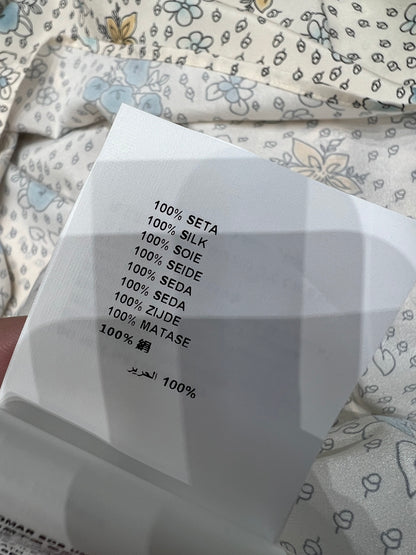 100% SETA
100% SILK
100% SOIE
100% SEIDE
100% SEDA
100% SEDA
100% ZIJDE
100% MATASE
100% 絹
100% الحرير